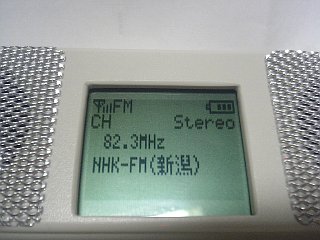 FM
CH Stereo
82.3MHz
NHK-FM(新潟)